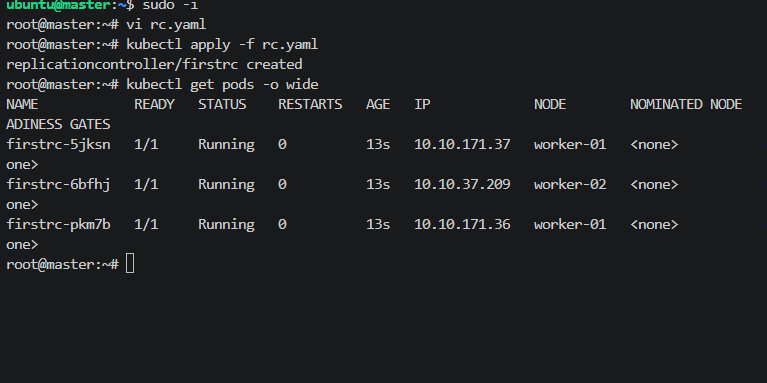 ubuntu@master:~$ sudo -i
root@master:~# vi rc.yaml
root@master:~# kubectl apply -f rc.yaml
replicationcontroller/firstrc created
root@master:~# kubectl get pods -o wide
NAME            READY   STATUS    RESTARTS   AGE   IP             NODE        NOMINATED NODE
ADINESS GATES
firstrc-5jksn   1/1     Running   0          13s   10.10.171.37   worker-01   <none>
one>
firstrc-6bfhj   1/1     Running   0          13s   10.10.37.209   worker-02   <none>
one>
firstrc-pkm7b   1/1     Running   0          13s   10.10.171.36   worker-01   <none>
one>
root@master:~#